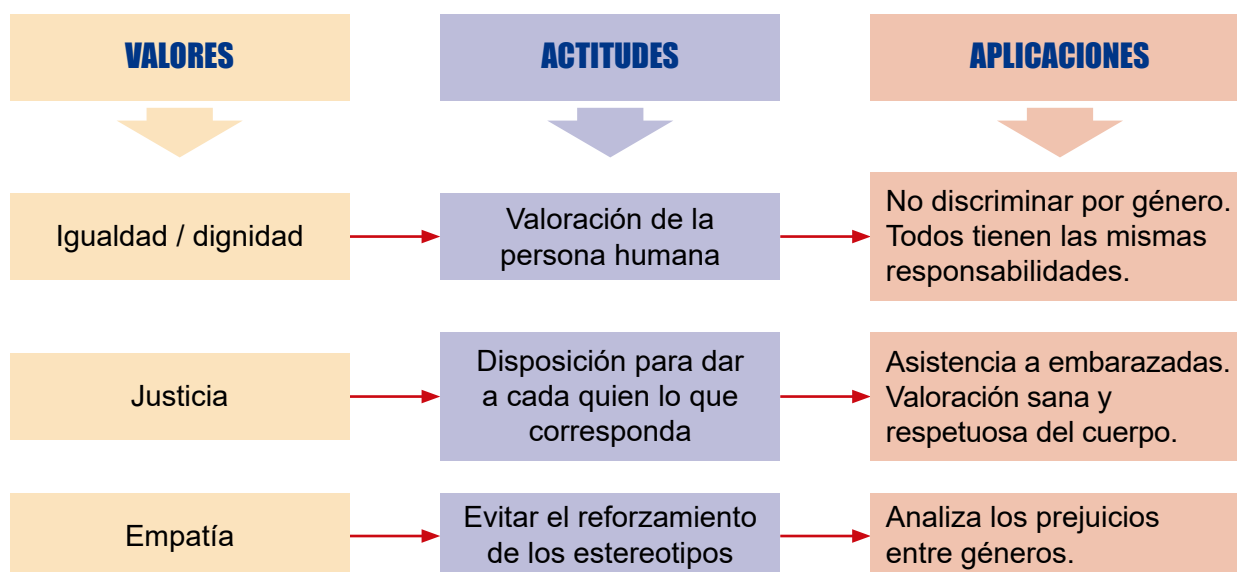 VALORES
ACTITUDES
APLICACIONES
Igualdad / dignidad
Valoración de la
persona humana
No discriminar por género.
Todos tienen las mismas
responsabilidades.
Justicia
Disposición para dar
a cada quien lo que
corresponda
Asistencia a embarazadas.
Valoración sana y
respetuosa del cuerpo.
Empatía
Evitar el reforzamiento
de los estereotipos
Analiza los prejuicios
entre géneros.